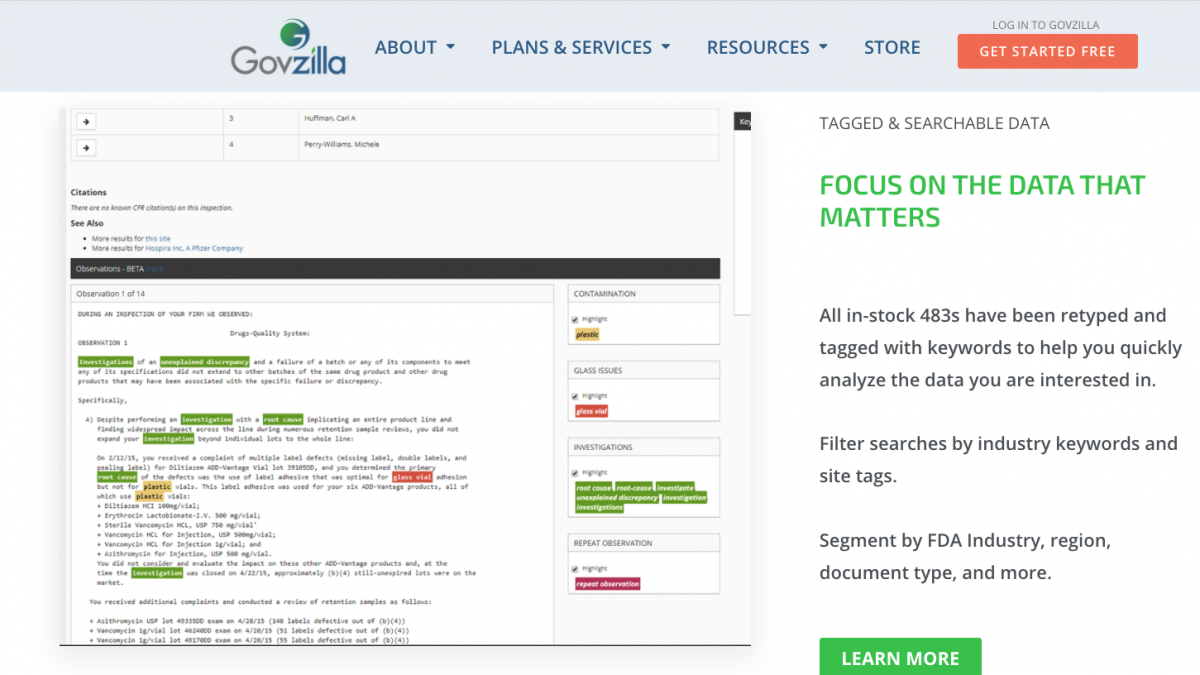 Govzilla
ABOUT
PLANS & SERVICES
RESOURCES
STORE
LOG IN TO GOVZILLA
GET STARTED FREE
3 Huffman, Carl A
4 Perry-Williams, Michele
Key
Citations
There are no known CFR citation(s) on this inspection.
See Also
More results for this site
More results for Hospira Inc. A Pfizer Company
Observations - BETA track
Observation 1 of 14
DURING AN INSPECTION OF YOUR FIRM WE OBSERVED:
Drugs-Quality System:
OBSERVATION 1
Investigations of an unexplained discrepancy and a failure of a batch or any of its components to meet
any of its specifications did not extend to other batches of the same drug product and other drug
products that may have been associated with the specific failure or discrepancy.
Specifically,
A) Despite performing an investigation with a root cause implicating an entire product line and
finding widespread impact across the line during numerous retention sample reviews, you did not
expand your investigation beyond individual lots to the whole line:
On 2/12/15, you received a complaint of multiple label defects (missing label, double labels, and
peeling label) for Diltiazem ADD-Vantage Vial lot 39105DD, and you determined the primary
root cause of the defects was the use of label adhesive that was optimal for glass vial adhesion
but not for plastic vials. This label adhesive was used for your six ADD-Vantage products, all of
which use plastic vials:
+ Diltiazem HCI 100mg/vial;
+ Erythrocin Lactobionate-I.V. 500 mg/vial;
+ Sterile Vancomycin HCL, USP 750 mg/vial'
+ Vancomycin HCL for Injection, USP 500mg/vial;
+ Vancomycin HCL for Injection 1g/vial; and
+ Azithromycin for Injection, USP 500 mg/vial.
You did not consider and evaluate the impact on these other ADD-Vantage products and, at the
time the investigation was closed on 4/22/15, approximately (b)(4) still-unexpired lots were on the
market.
You received additional complaints and conducted a review of retention samples as follows:
+ Azithromycin USP lot 49335DD exam on 4/20/15 (148 labels defective out of (b)(4))
+ Vancomycin 1g/vial lot 46240DD exam on 4/20/15 (51 labels defective out of (b)(4))
+ Vancomycin 1g/vial lot 49170DD exam on 4/20/15 (55 labels defective out of (b)(4))
CONTAMINATION
Highlight
plastic
GLASS ISSUES
Highlight
glass vial
INVESTIGATIONS
Highlight
root cause root-cause investigate
unexplained discrepancy investigation
investigations
REPEAT OBSERVATION
Highlight
repeat observation
TAGGED & SEARCHABLE DATA
FOCUS ON THE DATA THAT
MATTERS
All in-stock 483s have been retyped and
tagged with keywords to help you quickly
analyze the data you are interested in.
Filter searches by industry keywords and
site tags.
Segment by FDA Industry, region,
document type, and more.
LEARN MORE